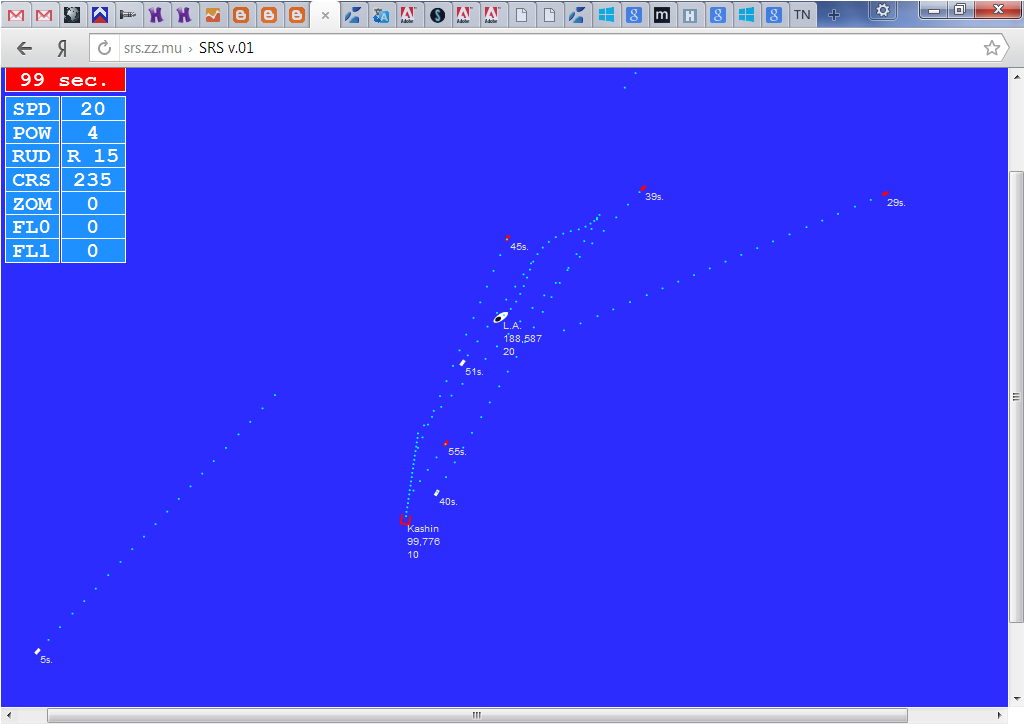 TN
Я
srs.zz.mu › SRS v.01
99 sec.
SPD 20
POW 4
RUD R 15
CRS 235
ZOM 0
FL0 0
FL1 0
39s.
29s.
45s.
L.A.
188,587
20
51s.
55s.
40s.
Kashin
99,776
10
5s.